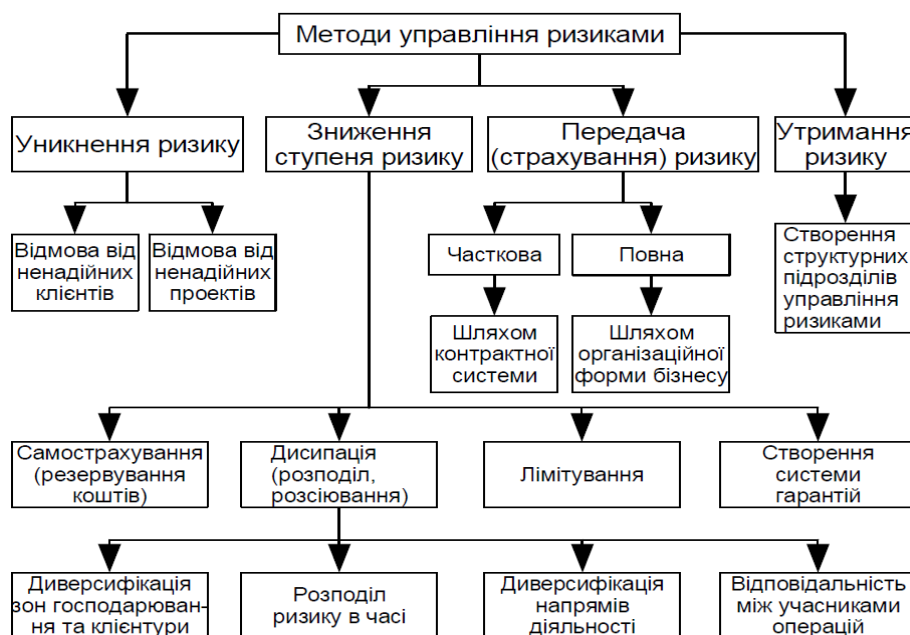 Методи управління ризиками
Уникнення ризику
Зниження
ступеня ризику
Передача
(страхування) ризику
Утримання
ризику
Відмова від
ненадійних
клієнтів
Відмова від
ненадійних
проектів
Часткова
Повна
Створення
структурних
підрозділів
управління
ризиками
Шляхом
контрактної
системи
Шляхом
організаційної
форми бізнесу
Самострахування
(резервування
коштів)
Дисипація
(розподіл,
розсіювання)
Лімітування
Створення
системи
гарантій
Диверсифікація
зон господарюван-
ня та клієнтури
Розподіл
ризику в часі
Диверсифікація
напрямів
діяльності
Відповідальність
між учасниками
операцій